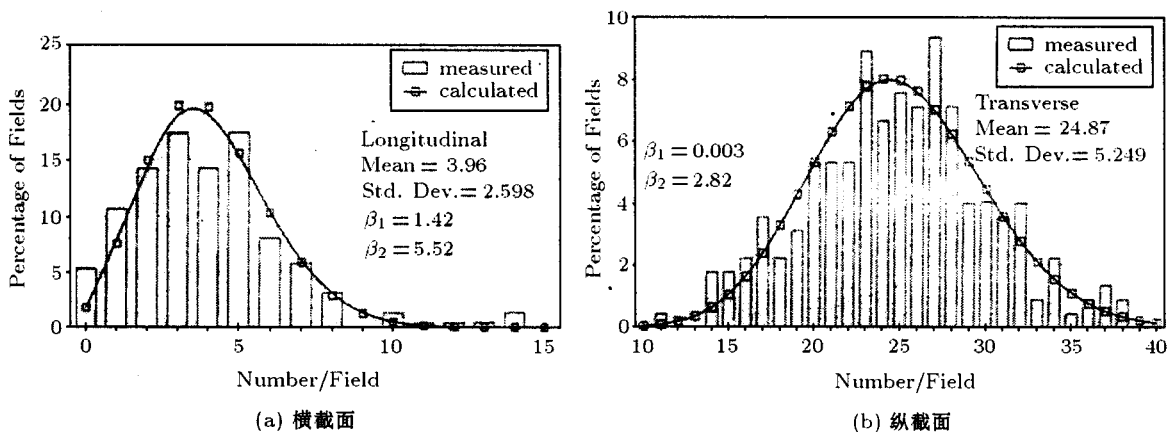 25
20
15
10
5
0
Percentage of Fields
measured
calculated
Longitudinal
Mean = 3.96
Std. Dev. = 2.598
β₁ = 1.42
β₂ = 5.52
0 5 10 15
Number/Field
(a) 横截面
10
8
6
4
2
0
Percentage of Fields
measured
calculated
Transverse
Mean = 24.87
Std. Dev. = 5.249
β₁ = 0.003
β₂ = 2.82
10 15 20 25 30 35 40
Number/Field
(b) 纵截面